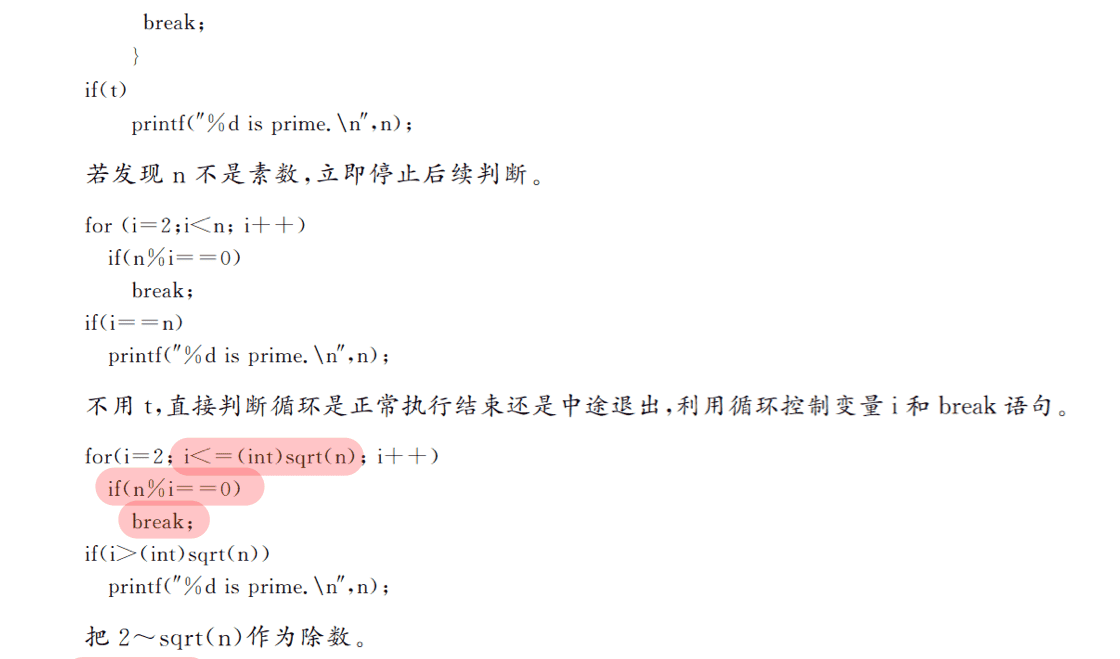 break;
}
if(t)
printf("%d is prime.\n",n);
若发现 n 不是素数,立即停止后续判断。
for (i=2;i<n; i++)
if(n%i==0)
break;
if(i==n)
printf("%d is prime.\n",n);
不用 t,直接判断循环是正常执行结束还是中途退出,利用循环控制变量 i 和 break 语句。
for(i=2; i<=(int)sqrt(n); i++)
if(n%i==0)
break;
if(i>(int)sqrt(n))
printf("%d is prime.\n",n);
把 2～sqrt(n)作为除数。